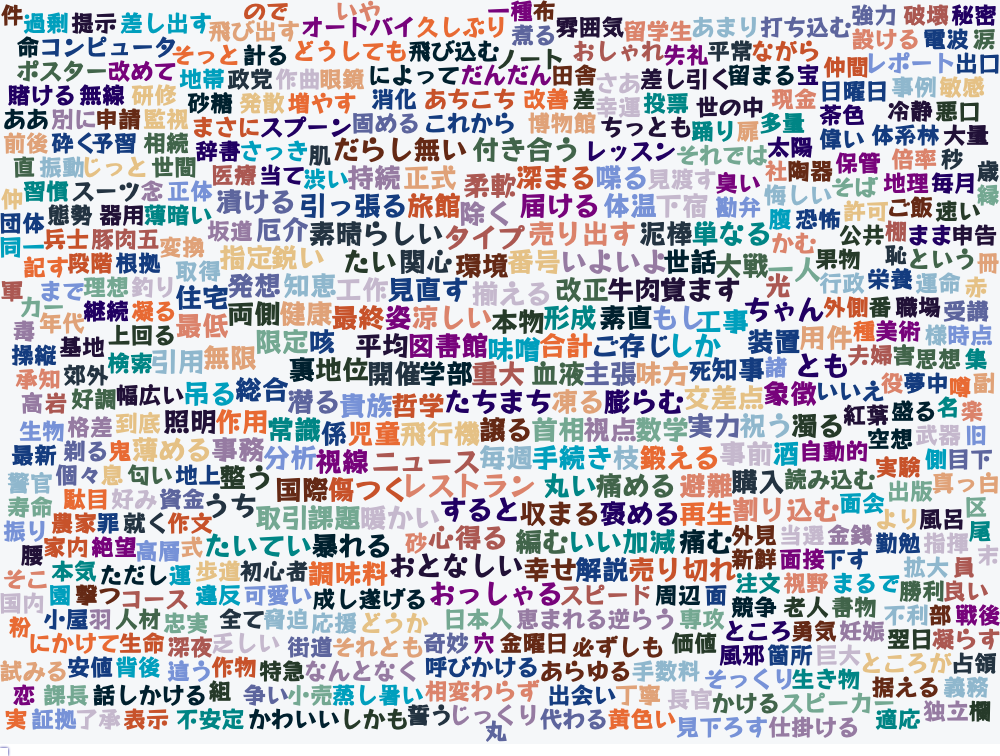 件 過剰 提示 差し出す ので いや 一種 布
飛び出す オートバイ 久しぶり 煮る 雰囲気 留学生 あまり 打ち込む 強力 破壊 秘密
命 コンピュータ そっと 計る どうしても 飛び込む ノート おしゃれ 失礼 平常 ながら 設ける 電波 涙
ポスター 改めて 地帯 政党 作曲 眼鏡 によって だんだん 田舎 さあ 差し引く 留まる 宝 仲間 レポート 出口
賭ける 無線 研修 砂糖 発散 増やす 消化 あちこち 改善 差 幸運 投票 世の中 現金 日曜日 事例 敏感
ああ 別に 申請 監視 まさに スプーン 固める これから 博物館 ちっとも 踊り 扉 多量 茶色 冷静 悪口
前後 砕く 予習 相続 辞書 さっき 肌 だらし無い 付き合う レッスン それでは 太陽 偉い 体系 林 大量
直 振動 じっと 世間 医療 当て 渋い 持続 正式 柔軟 深まる 喋る 見渡す 臭い 社 陶器 保管 倍率 秒 歳
仲 習慣 スーツ 念 正体 漬ける 引っ張る 旅館 除く 届ける 体温 下宿 勘弁 悔しい そば 地理 毎月 縁
団体 態勢 器用 薄暗い 坂道 厄介 素晴らしい タイプ 売り出す 泥棒 単なる 腹 恐怖 許可 ご飯 速い
同一 兵士 豚肉 五 変換 指定 鋭い たい 関心 環境 番号 いよいよ 世話 大戦 かむ 公共 棚 まま 申告
記す 段階 根拠 取得 一人 果物 恥 という 冊
軍 まで 理想 釣り 住宅 発想 知恵 工作 見直す 揃える 改正 牛肉 覚ます 光 行政 栄養 運命 赤
力 年代 継続 凝る 最低 両側 健康 最終 姿 涼しい 本物 形成 素直 もし 工事 ちゃん 外側 番 職場 受講
毒 操縦 基地 上回る 限定 咳 平均 図書館 味噌 合計 ご存じ しか 装置 用件 種 美術 様 時点
承知 郊外 検索 引用 無限 裏 地位 開催 学部 重大 血液 主張 味方 死 知事 諸 とも 夫婦 害 思想 集
高 岩 好調 幅広い 吊る 総合 潜る 貴族 哲学 たちまち 凍る 膨らむ 交差点 象徴 いいえ 役 夢中 噂 副
生物 格差 到底 照明 作用 常識 係 児童 飛行機 譲る 首相 視点 数学 実力 祝う 濁る 紅葉 盛る 名 楽
最新 剃る 鬼 薄める 事務 分析 視線 ニュース 毎週 手続き 枝 鍛える 事前 酒 自動的 空想 武器 旧
警官 個々 息 匂い 地上 整う 国際 傷つく レストラン 丸い 痛める 避難 購入 読み込む 実験 側 目下
寿命 駄目 好み 資金 うち 取引 課題 暖かい すると 収まる 褒める 再生 割り込む 面会 出版 真っ白
振り 農家 罪 就く 作文 たいてい 暴れる 砂 心得る 編む いい加減 痛む 外見 当選 金銭 より 風呂 区
腰 家内 絶望 高層 式 新鮮 面接 下す 勤勉 指揮 尾
そこ 本気 ただし 運 歩道 初心者 調味料 おとなしい 幸せ 解説 売り切れ 注文 視野 まるで 拡大 員 末
国内 園 撃つ コース 違反 可愛い 成し遂げる おっしゃる スピード 周辺 面 競争 老人 書物 勝利 良い
粉 小屋 羽 人材 忠実 全て 脅迫 応援 どうか 日本人 恵まれる 逆らう 専攻 ところ 勇気 妊娠 不利 部 戦後
にかけて 生命 深夜 乏しい 街道 それとも 奇妙 穴 金曜日 必ずしも 価値 風邪 箇所 巨大 翌日 凝らす
試みる 安値 背後 違う 作物 特急 なんとなく 呼びかける あらゆる 手数料 そっくり 生き物 ところが 占領
恋 課長 話しかける 組 争い 小売 蒸し暑い 相変わらず 出会い 丁寧 長官 かける スピーカー 据える 義務
実 証拠 了承 表示 不安定 かわいい しかも 誓う じっくり 丸 代わる 黄色い 見下ろす 仕掛ける 適応 独立 欄